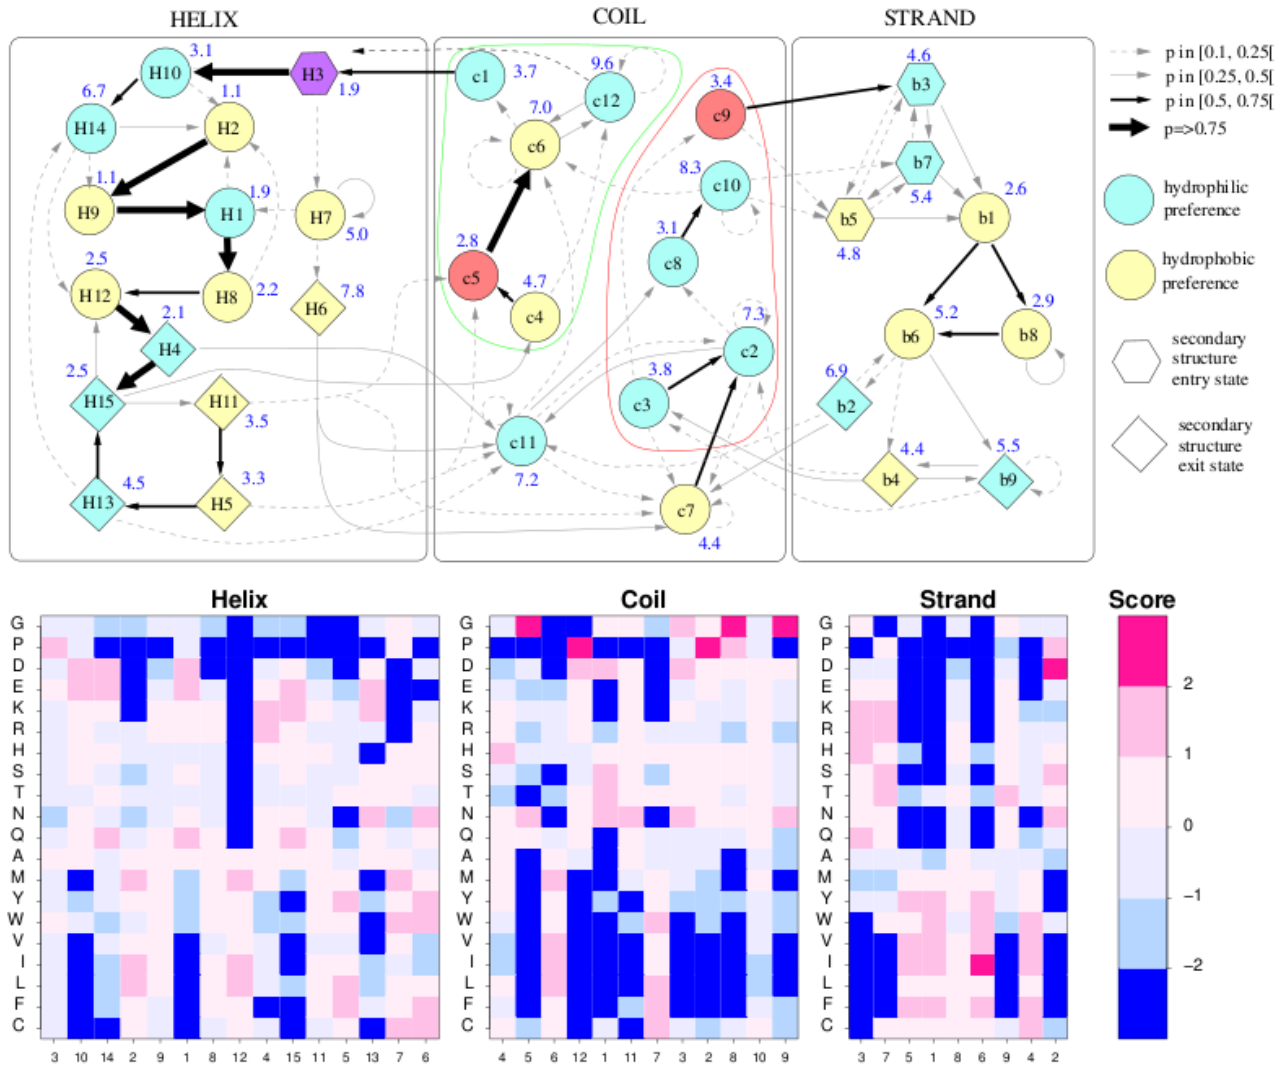 HELIX
COIL
STRAND
H10
3.1
H3
1.9
6.7
H14
1.1
H2
1.1
H9
1.9
H1
H7
5.0
2.5
H12
2.2
H8
7.8
H6
2.1
H4
2.5
H15
H11
3.5
4.5
H13
3.3
H5
c1
3.7
9.6
c12
7.0
c6
2.8
c5
4.7
c4
3.4
c9
8.3
c10
3.1
c8
7.3
c2
3.8
c3
c11
7.2
c7
4.4
4.6
b3
b7
5.4
2.6
b1
b5
4.8
b6
5.2
2.9
b8
6.9
b2
4.4
b4
5.5
b9
p in [0.1, 0.25[
p in [0.25, 0.5[
p in [0.5, 0.75[
p=>0.75
hydrophilic
preference
hydrophobic
preference
secondary
structure
entry state
secondary
structure
exit state
Helix
G
P
D
E
K
R
H
S
T
N
Q
A
M
Y
W
V
I
L
F
C
3 10 14 2 9 1 8 12 4 15 11 5 13 7 6
Coil
G
P
D
E
K
R
H
S
T
N
Q
A
M
Y
W
V
I
L
F
C
4 5 6 12 1 11 7 3 2 8 10 9
Strand
G
P
D
E
K
R
H
S
T
N
Q
A
M
Y
W
V
I
L
F
C
3 7 5 1 8 6 9 4 2
Score
2
1
0
−1
−2